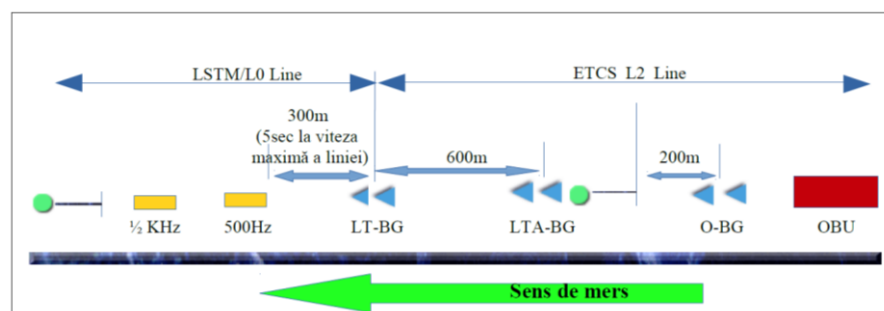 LSTM/L0 Line
ETCS L2 Line
300m
(5sec la viteza
maximă a liniei)
600m
200m
½ KHz
500Hz
LT-BG
LTA-BG
O-BG
OBU
Sens de mers